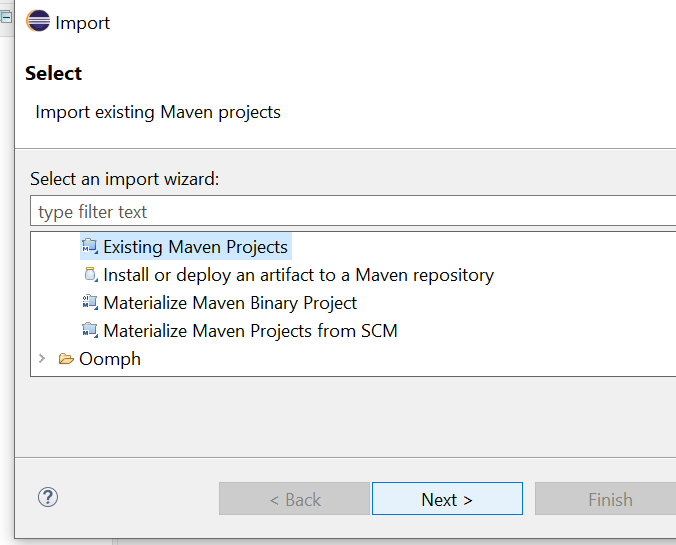 Import
Select
Import existing Maven projects
Select an import wizard:
type filter text
Existing Maven Projects
Install or deploy an artifact to a Maven repository
Materialize Maven Binary Project
Materialize Maven Projects from SCM
Oomph
< Back Next > Finish